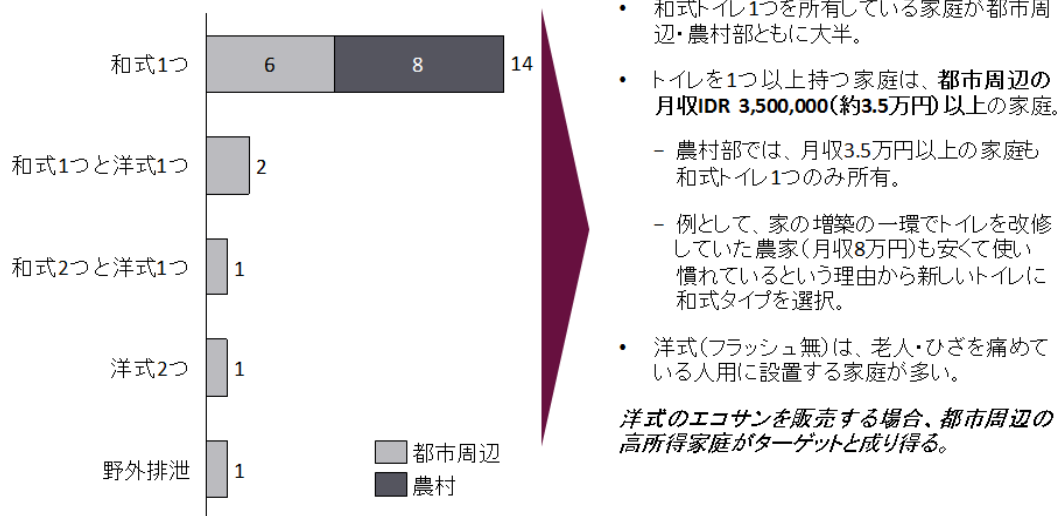 和式1つ
6
8
14
和式1つと洋式1つ
2
和式2つと洋式1つ
1
洋式2つ
1
野外排泄
1
都市周辺
農村
• 和式トイレ1つを所有している家庭が都市周
辺・農村部ともに大半。
• トイレを1つ以上持つ家庭は、都市周辺の
月収IDR 3,500,000(約3.5万円)以上の家庭。
– 農村部では、月収3.5万円以上の家庭も
和式トイレ1つのみ所有。
– 例として、家の増築の一環でトイレを改修
していた農家(月収8万円)も安くて使い
慣れているという理由から新しいトイレに
和式タイプを選択。
• 洋式(フラッシュ無)は、老人・ひざを痛めて
いる人用に設置する家庭が多い。
洋式のエコサンを販売する場合、都市周辺の
高所得家庭がターゲットと成り得る。